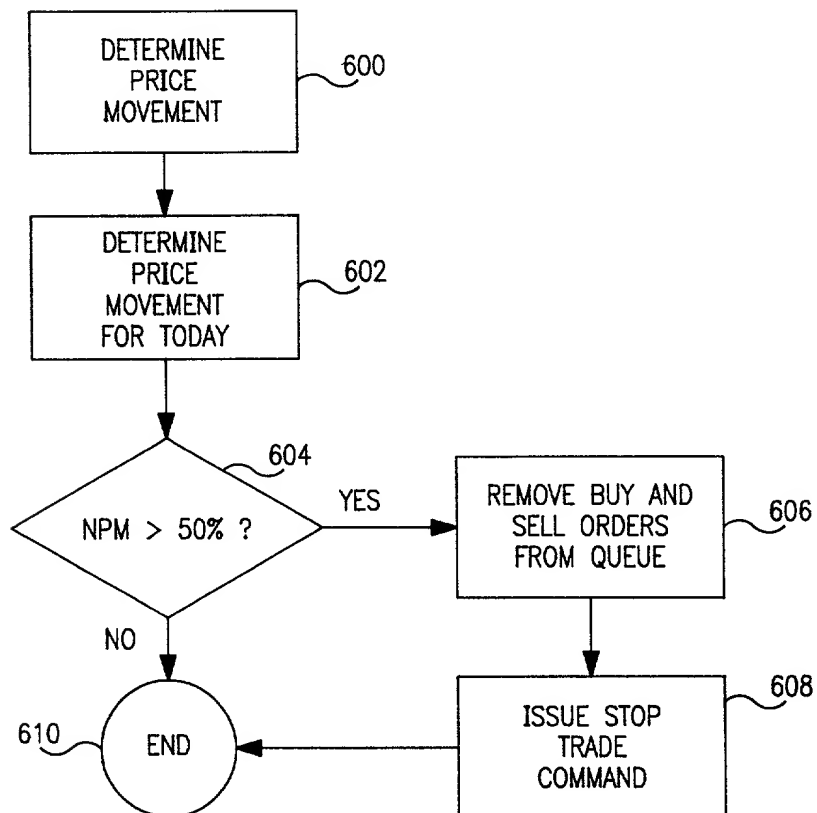 DETERMINE
PRICE
MOVEMENT
600
DETERMINE
PRICE
MOVEMENT
FOR TODAY
602
604
NPM > 50% ?
YES
REMOVE BUY AND
SELL ORDERS
FROM QUEUE
606
NO
ISSUE STOP
TRADE
COMMAND
608
610
END